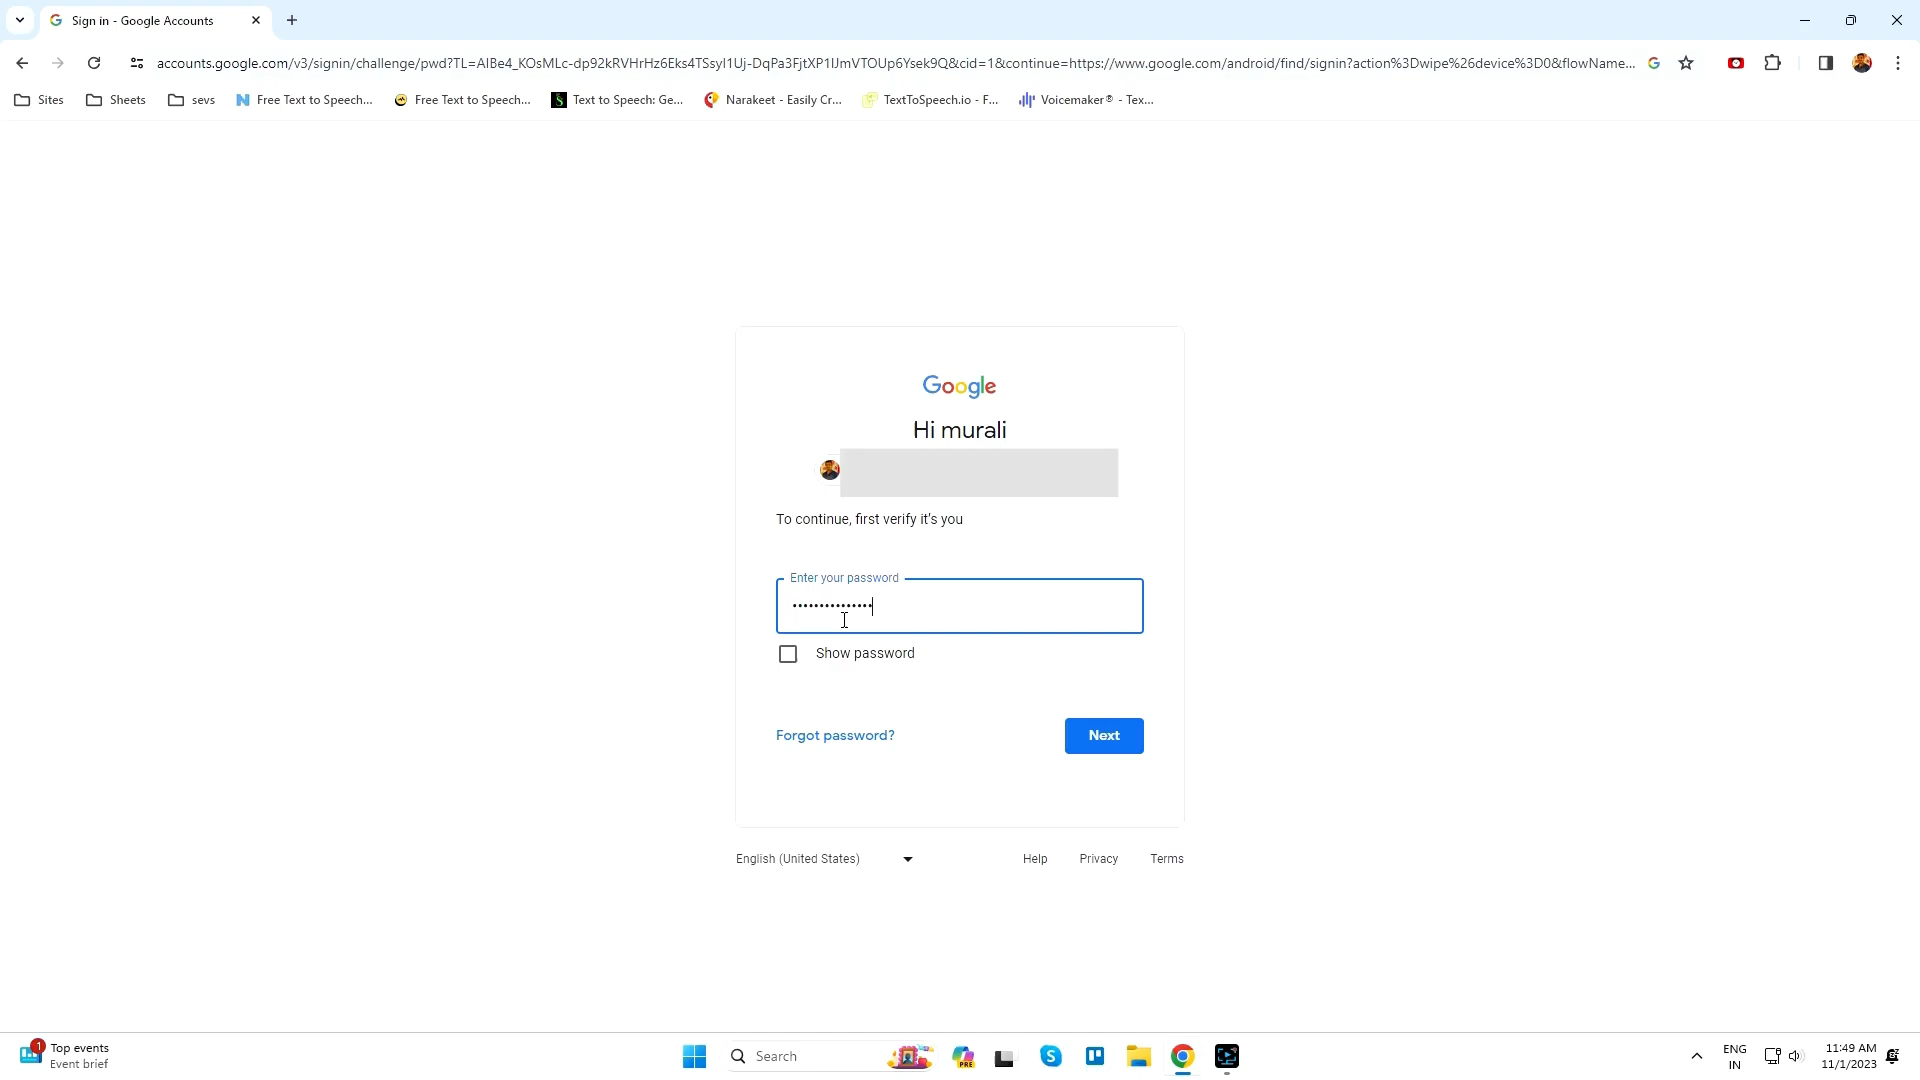 Sign in - Google Accounts
accounts.google.com/v3/signin/challenge/pwd?TL=AIBe4_KOsMLc-dp92kRVHrHz6Eks4TSsyI1Uj-DqPa3FjtXP1IJmVTOUp6Ysek9Q&cid=1&continue=https://www.google.com/android/find/signin?action%3Dwipe%26device%3D0&flowName...
Sites Sheets sevs Free Text to Speech... Free Text to Speech... Text to Speech: Ge... Narakeet - Easily Cr... TextToSpeech.io - F... Voicemaker® - Tex...
Google
Hi murali
To continue, first verify it's you
Enter your password
•••••••••••••••
Show password
Forgot password? Next
English (United States) Help Privacy Terms
1
Top events
Event brief
Search
PRE
ENG
IN
11:49 AM
11/1/2023